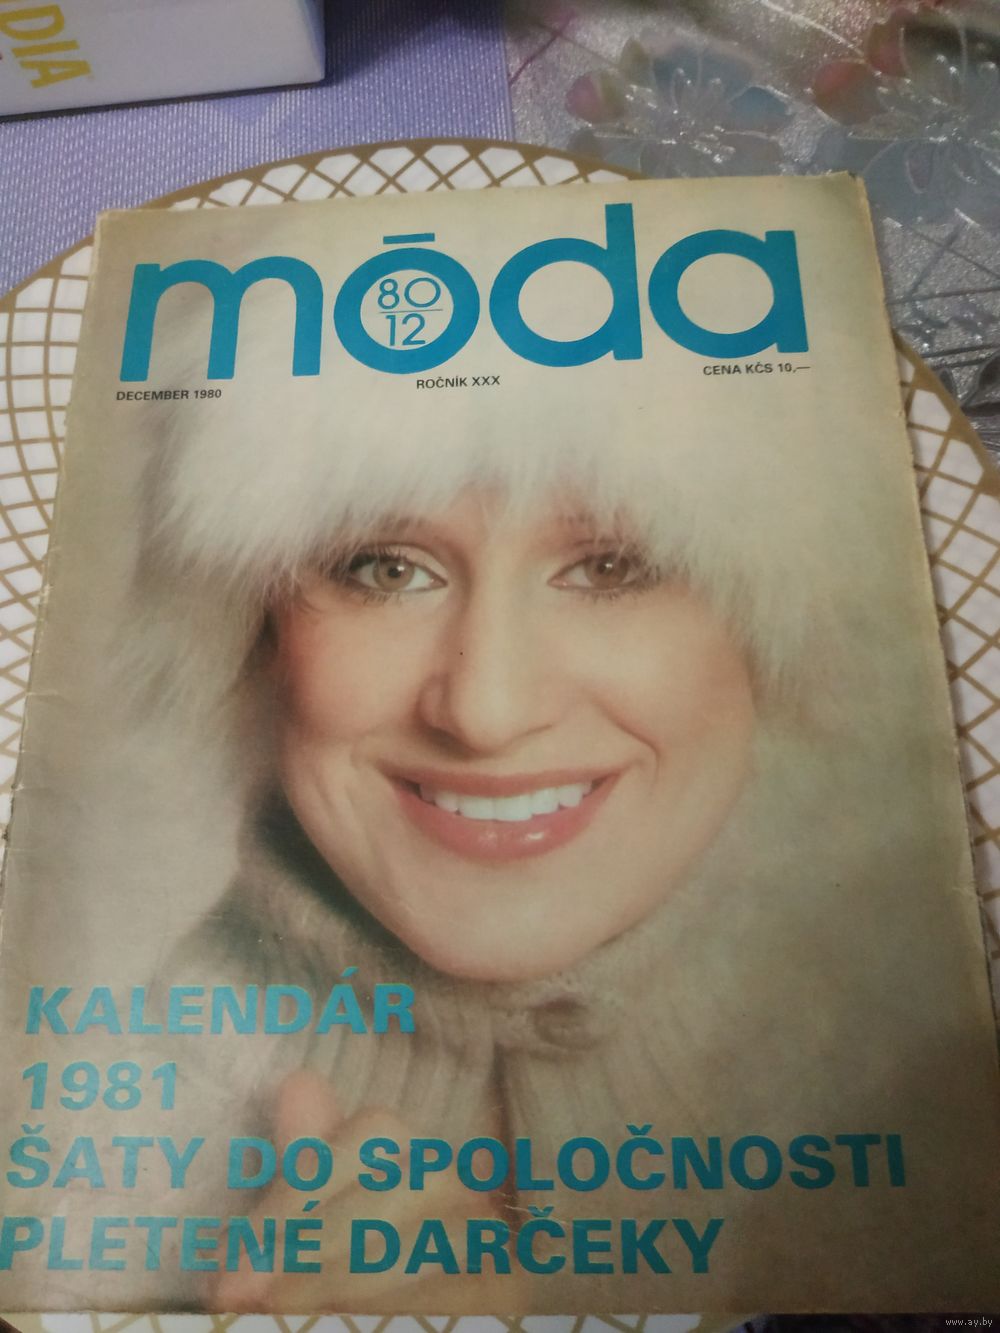 DIA
mōda
80
12
DECEMBER 1980
ROČNÍK XXX
CENA KČS 10,—
KALENDÁR
1981
ŠATY DO SPOLOČNOSTI
PLETENÉ DARČEKY
www.ay.by